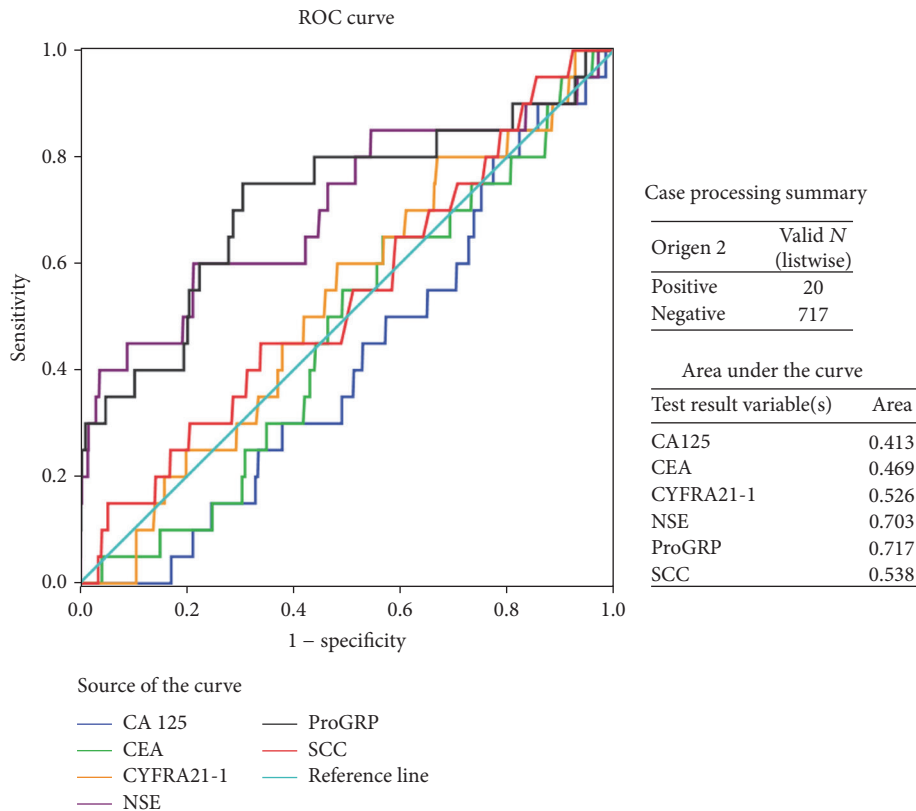 ROC curve
1.0
0.8
0.6
0.4
0.2
0.0
Sensitivity
0.0 0.2 0.4 0.6 0.8 1.0
1 − specificity
Source of the curve
CA 125
CEA
CYFRA21-1
NSE
ProGRP
SCC
Reference line
Case processing summary
Origen 2 Valid N
(listwise)
Positive 20
Negative 717
Area under the curve
Test result variable(s) Area
CA125 0.413
CEA 0.469
CYFRA21-1 0.526
NSE 0.703
ProGRP 0.717
SCC 0.538